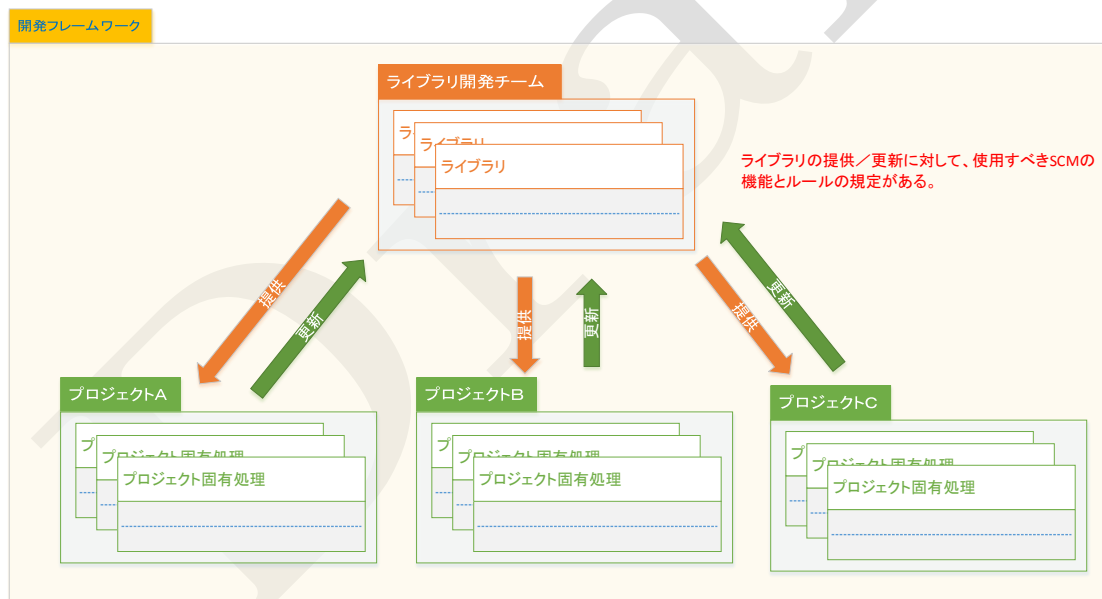 開発フレームワーク
ライブラリ開発チーム
ラ
ライブラリ
ライブラリ
ライブラリの提供／更新に対して、使用すべきSCMの
機能とルールの規定がある。
提供
更新
提供
更新
提供
更新
プロジェクトA
プ
プロジェクト固有処理
プロジェクト固有処理
プロジェクトB
プ
プロジェクト固有処理
プロジェクト固有処理
プロジェクトC
プ
プロジェクト固有処理
プロジェクト固有処理